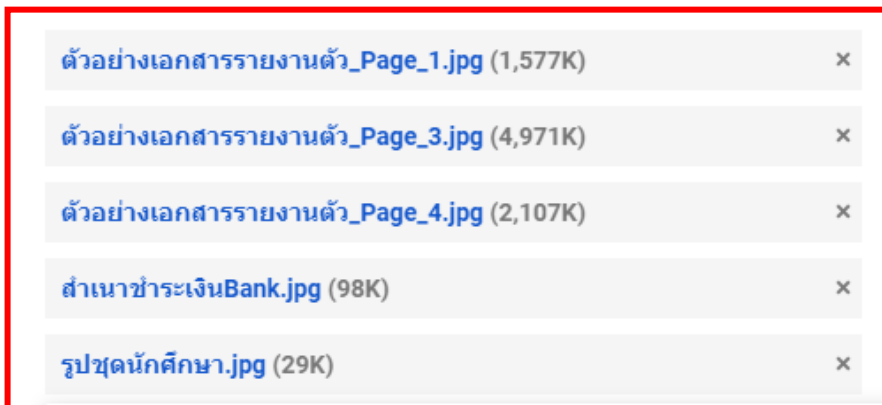 ตัวอย่างเอกสารรายงานตัว_Page_1.jpg (1,577K) ×
ตัวอย่างเอกสารรายงานตัว_Page_3.jpg (4,971K) ×
ตัวอย่างเอกสารรายงานตัว_Page_4.jpg (2,107K) ×
สำเนาชำระเงินBank.jpg (98K) ×
รูปชุดนักศึกษา.jpg (29K) ×